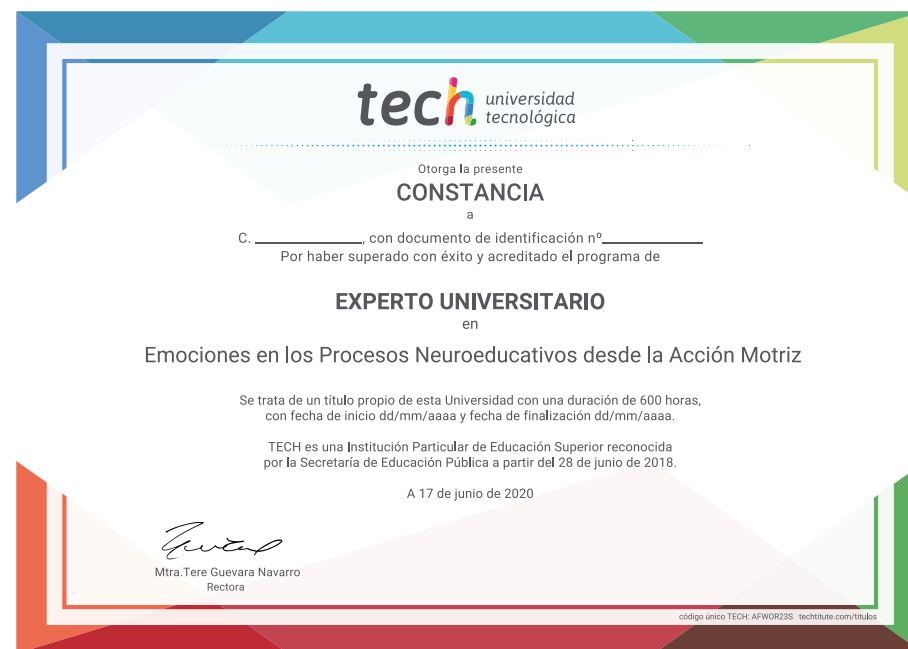 tech universidad
tecnológica
Otorga la presente
CONSTANCIA
a
C. ____________, con documento de identificación nº____________
Por haber superado con éxito y acreditado el programa de
EXPERTO UNIVERSITARIO
en
Emociones en los Procesos Neuroeducativos desde la Acción Motriz
Se trata de un título propio de esta Universidad con una duración de 600 horas,
con fecha de inicio dd/mm/aaaa y fecha de finalización dd/mm/aaaa.
TECH es una Institución Particular de Educación Superior reconocida
por la Secretaría de Educación Pública a partir del 28 de junio de 2018.
A 17 de junio de 2020
Mtra.Tere Guevara Navarro
Rectora
código único TECH: AFWOR23S techtitute.com/titulos